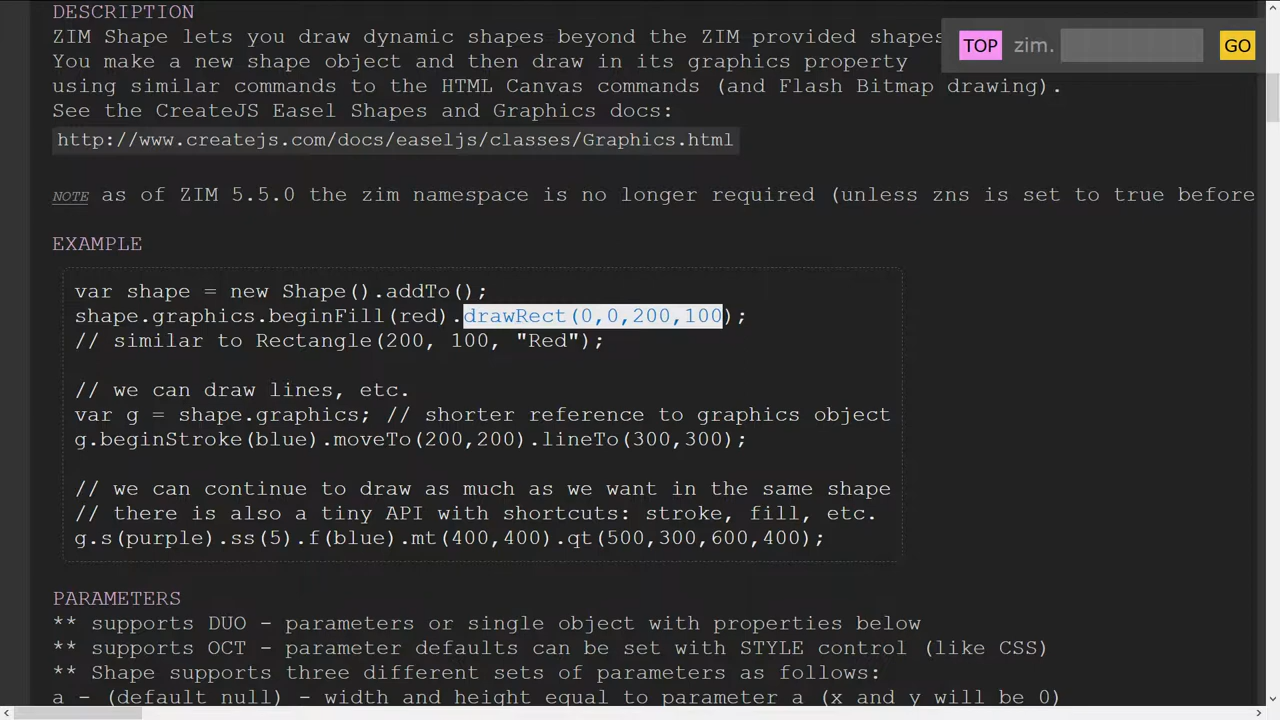 DESCRIPTION
ZIM Shape lets you draw dynamic shapes beyond the ZIM provided shapes
TOP zim. GO
You make a new shape object and then draw in its graphics property
using similar commands to the HTML Canvas commands (and Flash Bitmap drawing).
See the CreateJS Easel Shapes and Graphics docs:
http://www.createjs.com/docs/easeljs/classes/Graphics.html
NOTE as of ZIM 5.5.0 the zim namespace is no longer required (unless zns is set to true before
EXAMPLE
var shape = new Shape().addTo();
shape.graphics.beginFill(red).drawRect(0,0,200,100);
// similar to Rectangle(200, 100, "Red");
// we can draw lines, etc.
var g = shape.graphics; // shorter reference to graphics object
g.beginStroke(blue).moveTo(200,200).lineTo(300,300);
// we can continue to draw as much as we want in the same shape
// there is also a tiny API with shortcuts: stroke, fill, etc.
g.s(purple).ss(5).f(blue).mt(400,400).qt(500,300,600,400);
PARAMETERS
** supports DUO - parameters or single object with properties below
** supports OCT - parameter defaults can be set with STYLE control (like CSS)
** Shape supports three different sets of parameters as follows:
a - (default null) - width and height equal to parameter a (x and y will be 0)